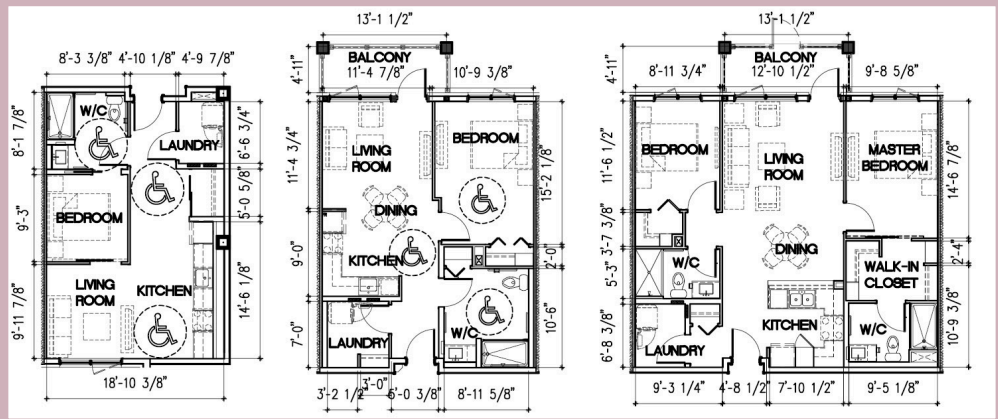 8'-3 3/8" 4'-10 1/8" 4'-9 7/8"
8'-1 7/8"
9'-3"
9'-11 7/8"
W/C
LAUNDRY
BEDROOM
LIVING
ROOM
KITCHEN
6'-6 3/4"
5'-0 5/8"
14'-6 1/8"
18'-10 3/8"
13'-1 1/2"
BALCONY
4'-11"
11'-4 7/8" 10'-9 3/8"
11'-4 3/4"
9'-0"
7'-0"
LIVING
ROOM
BEDROOM
DINING
KITCHEN
LAUNDRY
W/C
15'-2 1/8"
2'-0"
10'-6"
3'-2 1/2" 3'-0" 5'-0 3/8" 8'-11 5/8"
13'-1 1/2"
BALCONY
4'-11"
8'-11 3/4" 12'-10 1/2" 9'-8 5/8"
11'-6 1/2"
3'-7 3/8"
5'-3"
6'-8 3/8"
BEDROOM
LIVING
ROOM
MASTER
BEDROOM
DINING
W/C
WALK-IN
CLOSET
KITCHEN
W/C
LAUNDRY
14'-6 7/8"
2'-4"
10'-9 3/8"
9'-3 1/4" 4'-8 1/2" 7'-10 1/2" 9'-5 1/8"